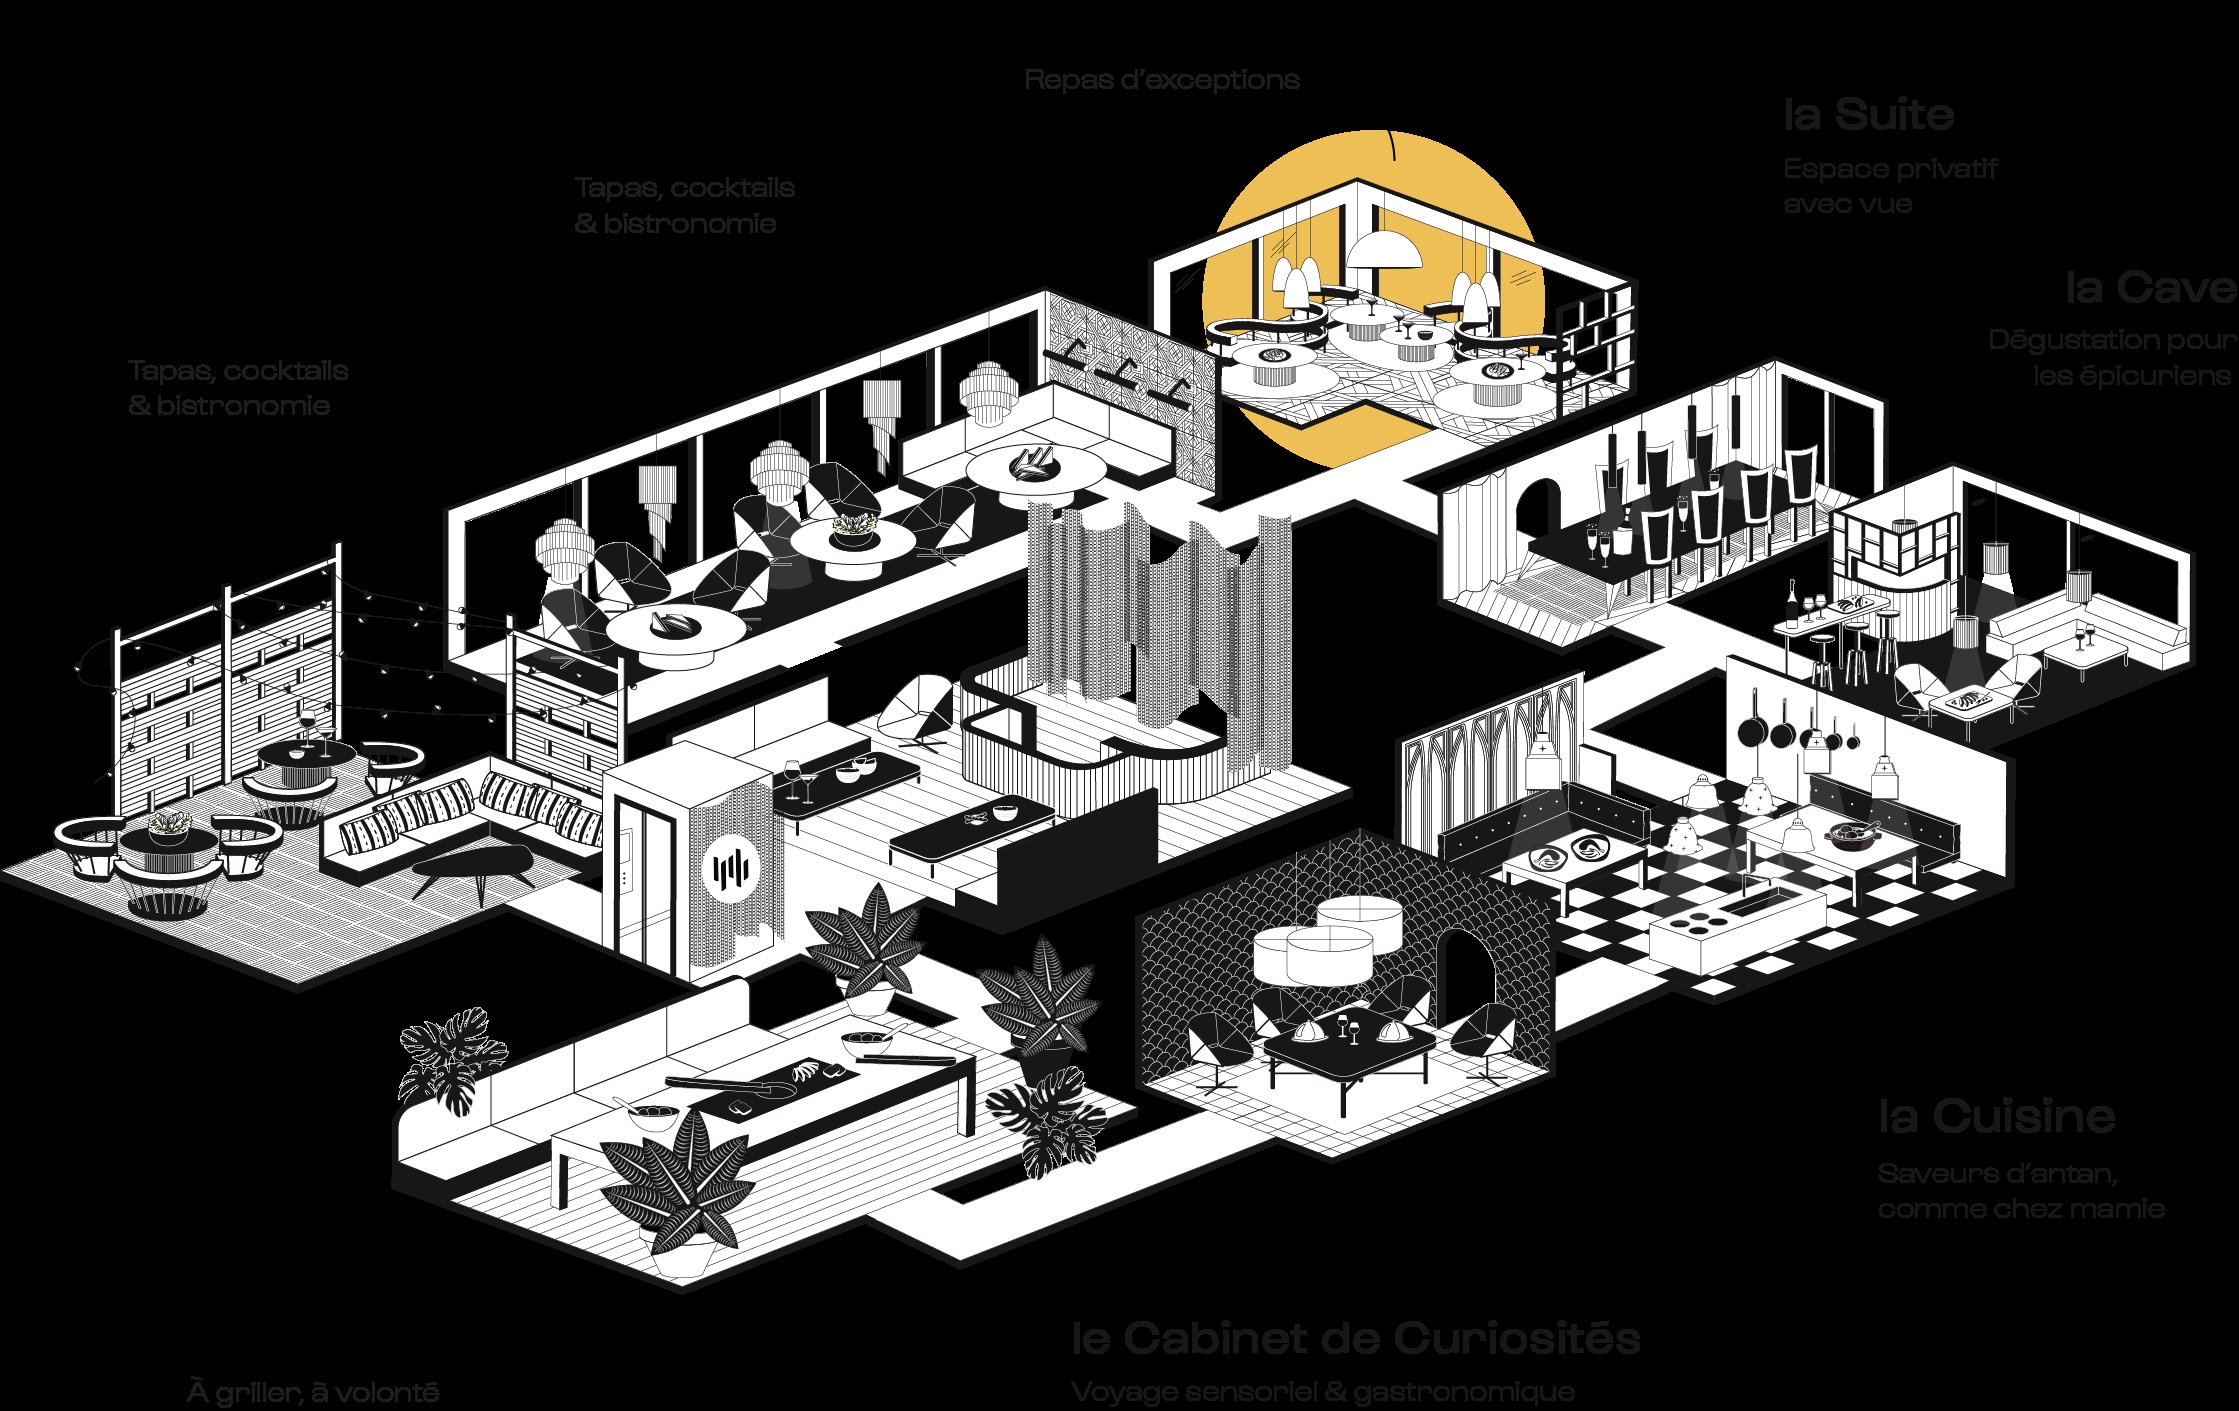 Repas d'exceptions
la Suite
Espace privatif
avec vue
Tapas, cocktails
& bistronomie
la Cave
Dégustation pour
les épicuriens
Tapas, cocktails
& bistronomie
la Cuisine
Saveurs d'antan,
comme chez mamie
le Cabinet de Curiosités
Voyage sensoriel & gastronomique
À griller, à volonté